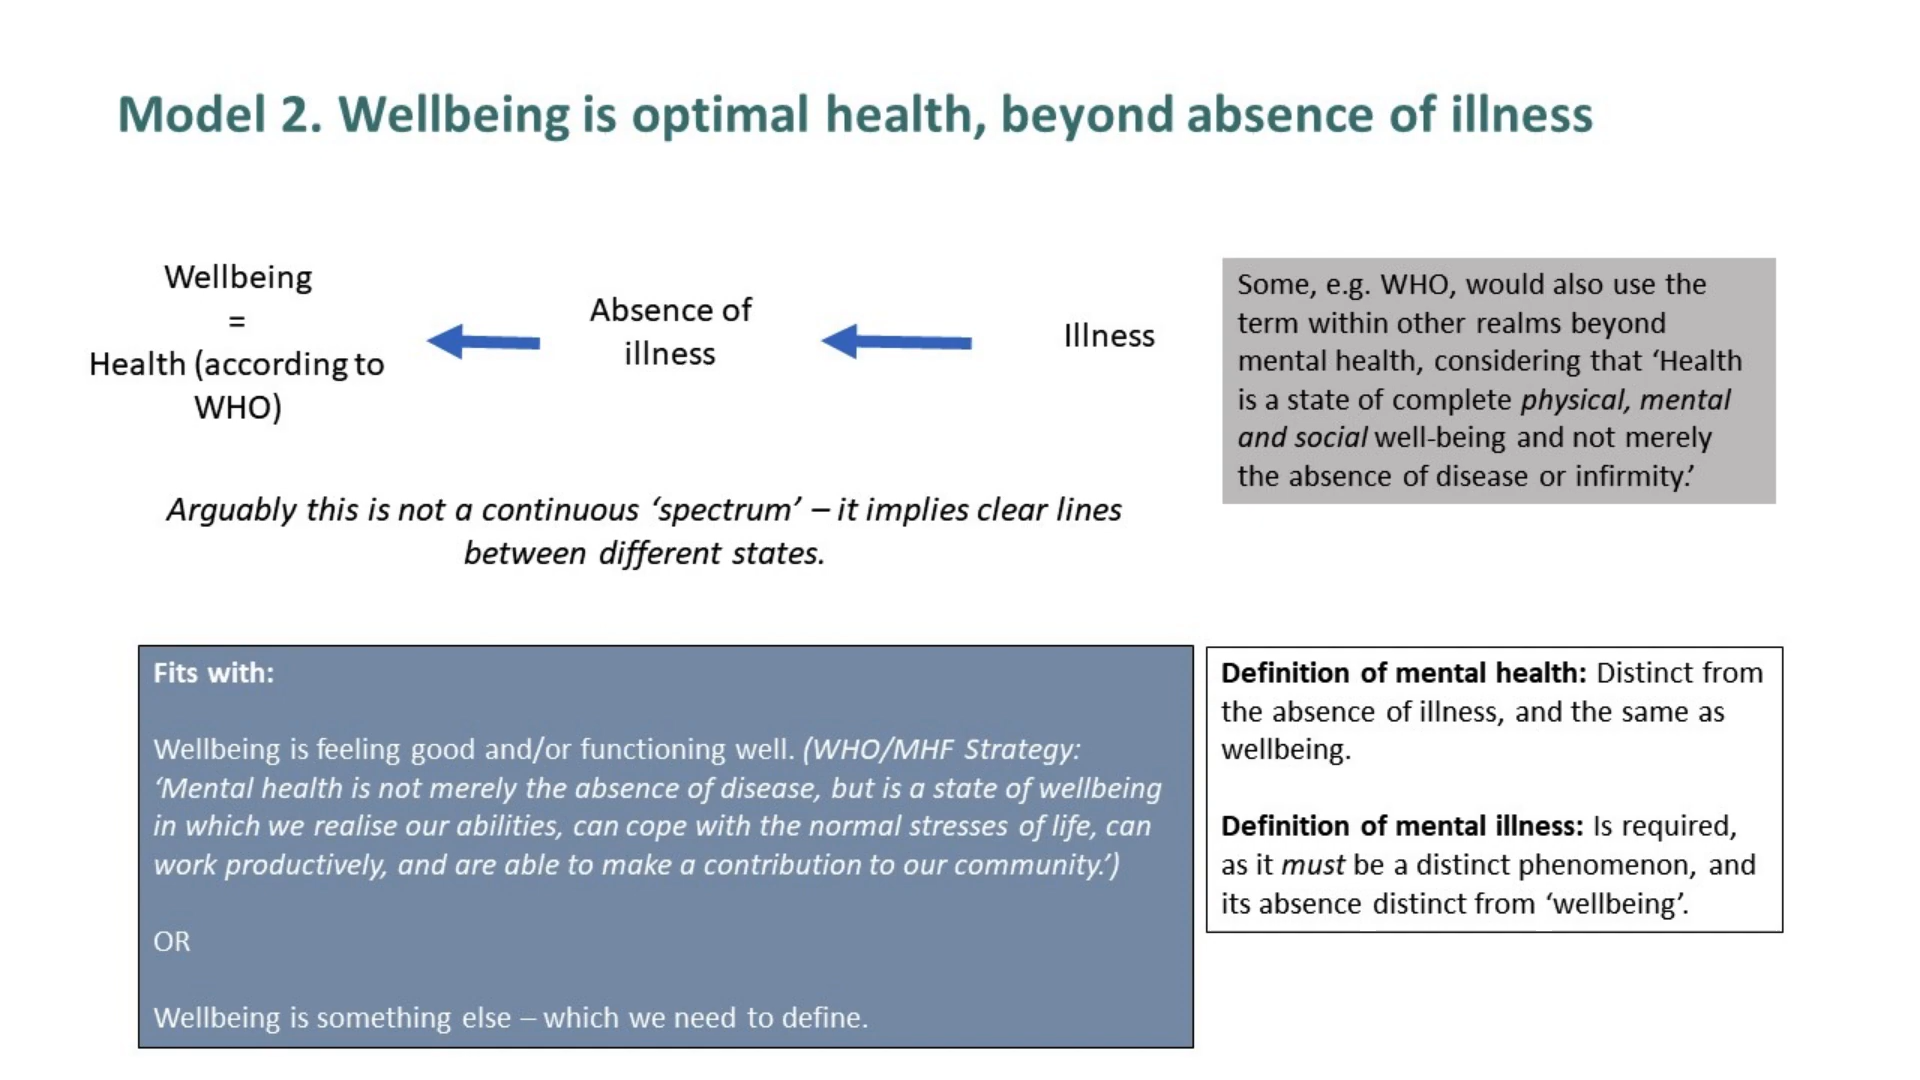 Model 2. Wellbeing is optimal health, beyond absence of illness
Wellbeing
=
Health (according to
WHO)
Absence of
illness
Illness
Some, e.g. WHO, would also use the
term within other realms beyond
mental health, considering that ‘Health
is a state of complete physical, mental
and social well-being and not merely
the absence of disease or infirmity.’
Arguably this is not a continuous ‘spectrum’ – it implies clear lines
between different states.
Fits with:
Wellbeing is feeling good and/or functioning well. (WHO/MHF Strategy:
‘Mental health is not merely the absence of disease, but is a state of wellbeing
in which we realise our abilities, can cope with the normal stresses of life, can
work productively, and are able to make a contribution to our community.’)
OR
Wellbeing is something else – which we need to define.
Definition of mental health: Distinct from
the absence of illness, and the same as
wellbeing.
Definition of mental illness: Is required,
as it must be a distinct phenomenon, and
its absence distinct from ‘wellbeing’.